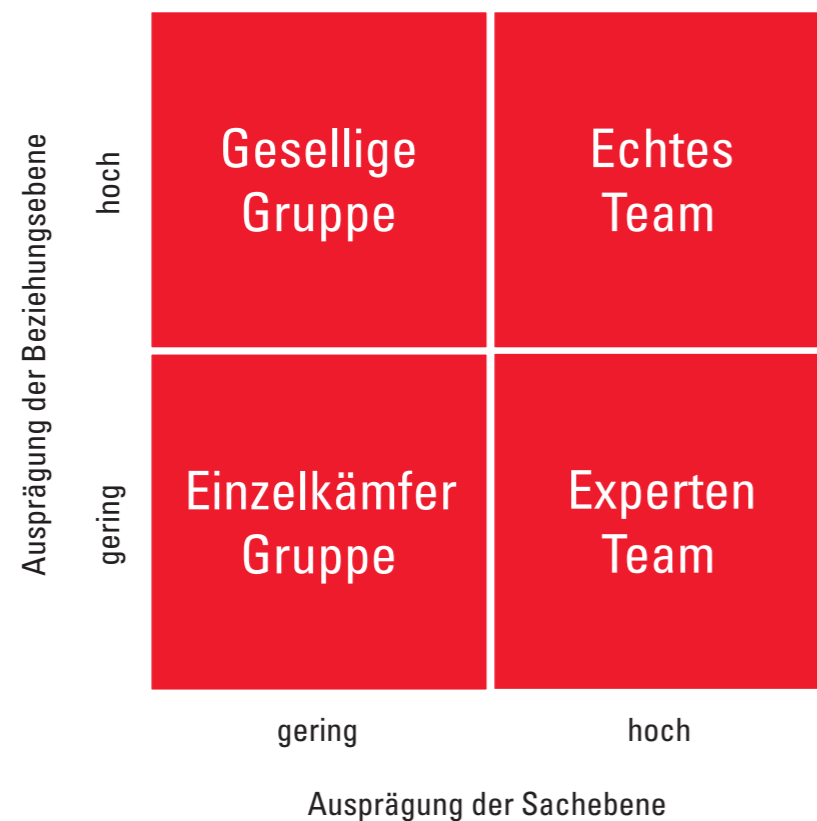 Ausprägung der Beziehungsebene
hoch
gering
Gesellige
Gruppe
Echtes
Team
Einzelkämfer
Gruppe
Experten
Team
gering
hoch
Ausprägung der Sachebene